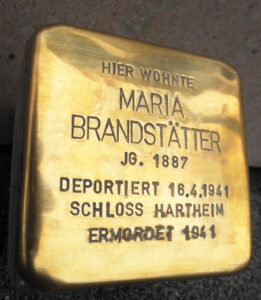 HIER WOHNTE
MARIA
BRANDSTÄTTER
JG. 1887
DEPORTIERT 16.4.1941
SCHLOSS HARTHEIM
ERMORDET 1941